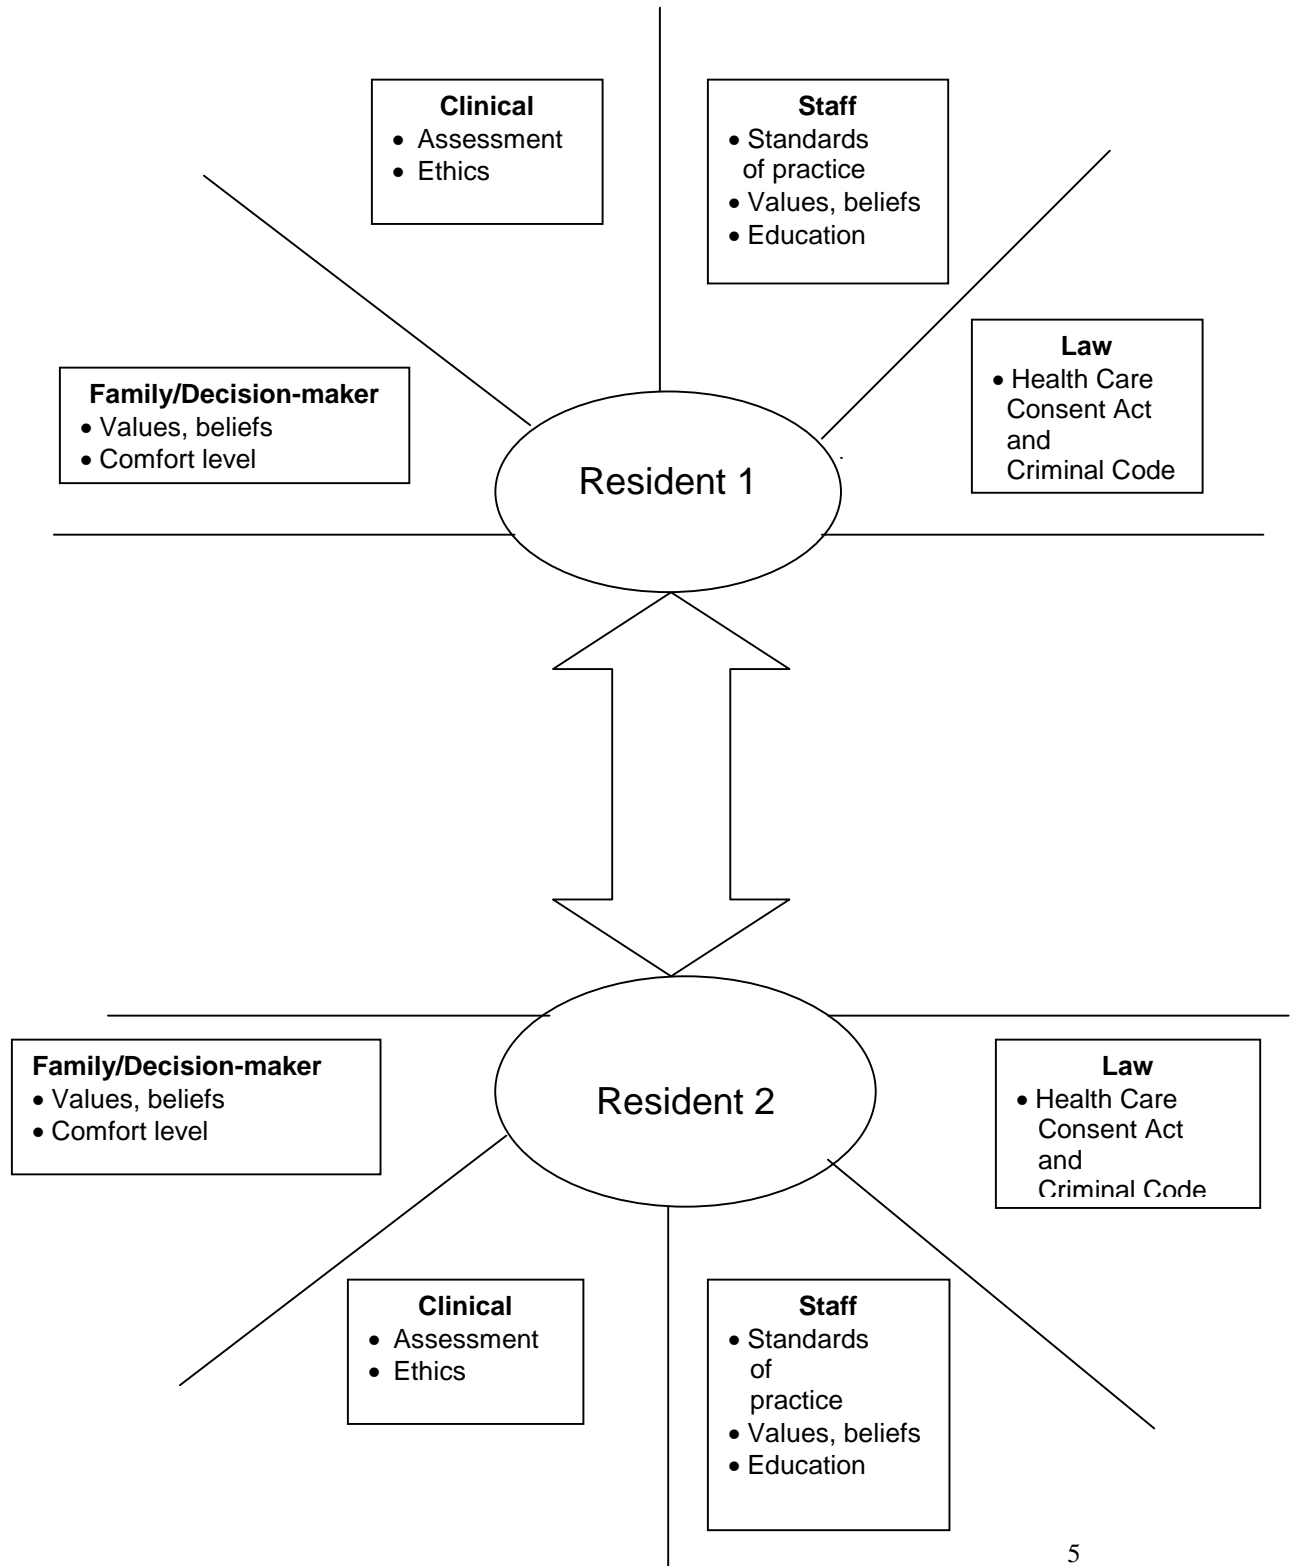 Clinical
• Assessment
• Ethics
Staff
• Standards
of practice
• Values, beliefs
• Education
Family/Decision-maker
• Values, beliefs
• Comfort level
Law
• Health Care
Consent Act
and
Criminal Code
Resident 1
Resident 2
Family/Decision-maker
• Values, beliefs
• Comfort level
Law
• Health Care
Consent Act
and
Criminal Code
Clinical
• Assessment
• Ethics
Staff
• Standards
of
practice
• Values, beliefs
• Education
5